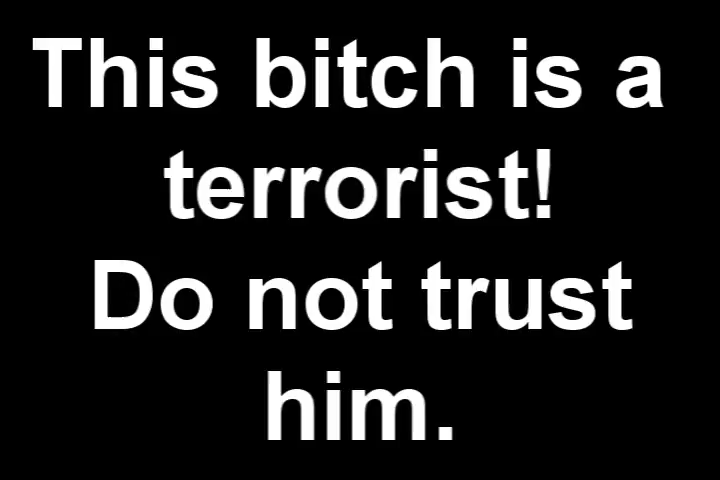 This bitch is a
terrorist!
Do not trust
him.